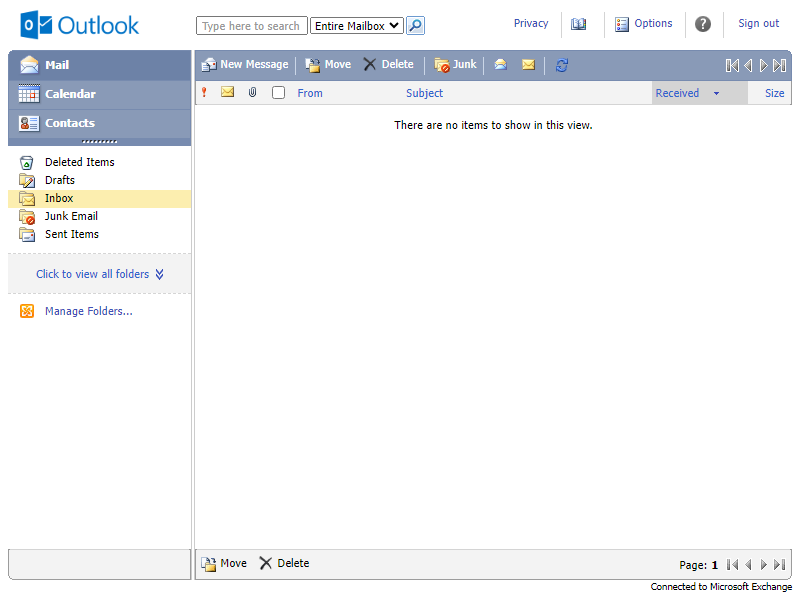 Outlook
Type here to search Entire Mailbox
Privacy Options Sign out
Mail
Calendar
Contacts
Deleted Items
Drafts
Inbox
Junk Email
Sent Items
Click to view all folders
Manage Folders...
New Message Move Delete Junk
From Subject Received Size
There are no items to show in this view.
Move Delete
Page: 1
Connected to Microsoft Exchange